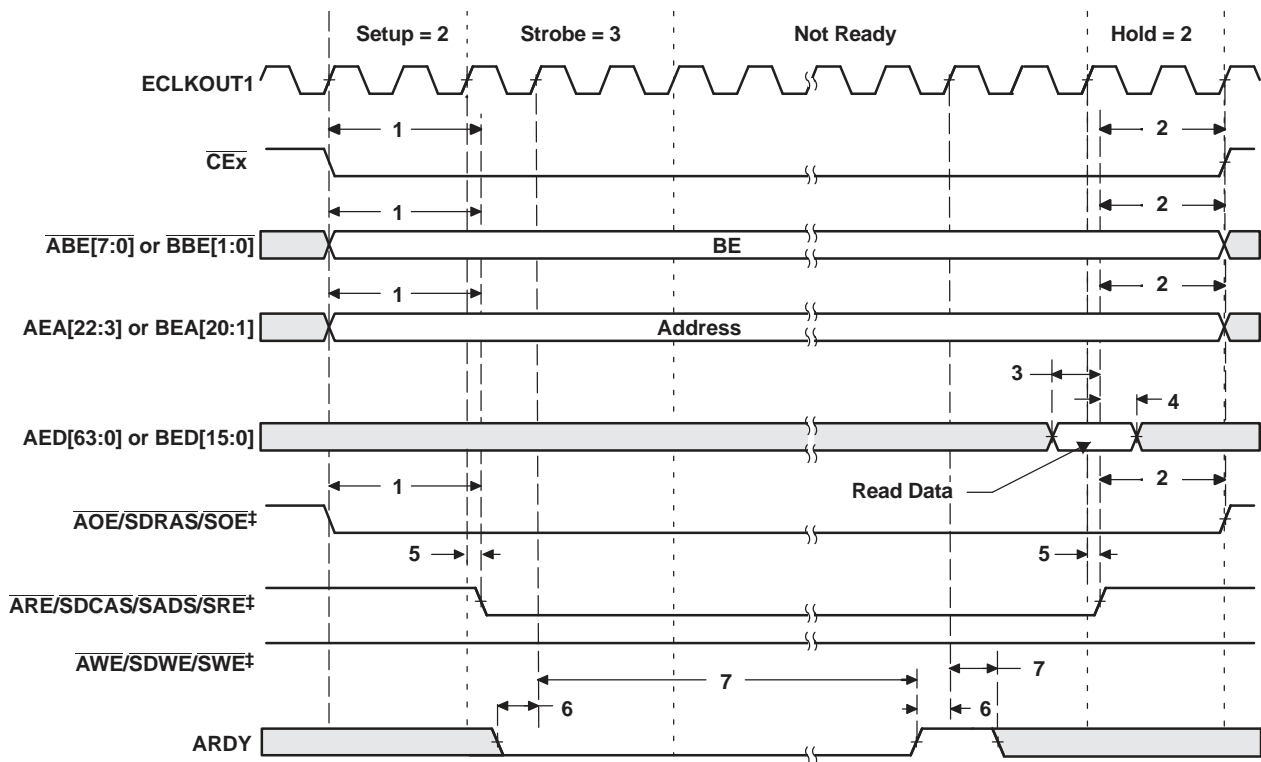 Setup = 2 Strobe = 3 Not Ready Hold = 2
ECLKOUT1
1 2
CEx
1 2
ABE[7:0] or BBE[1:0] BE
1 2
AEA[22:3] or BEA[20:1] Address
3
4
AED[63:0] or BED[15:0]
1 Read Data 2
AOE/SDRAS/SOE‡
5 5
ARE/SDCAS/SADS/SRE‡
AWE/SDWE/SWE‡
7 7
6 6
ARDY